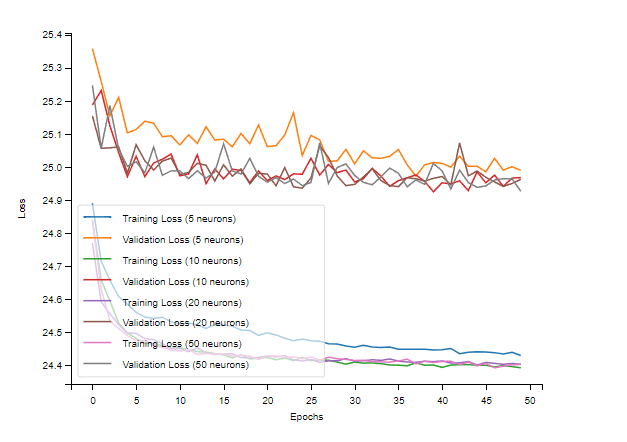 25.4
25.3
25.2
25.1
25.0
24.9
24.8
24.7
24.6
24.5
24.4
Loss
Training Loss (5 neurons)
Validation Loss (5 neurons)
Training Loss (10 neurons)
Validation Loss (10 neurons)
Training Loss (20 neurons)
Validation Loss (20 neurons)
Training Loss (50 neurons)
Validation Loss (50 neurons)
0 5 10 15 20 25 30 35 40 45 50
Epochs